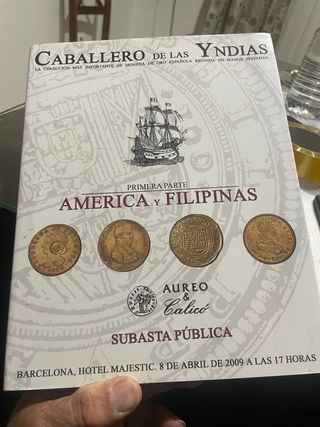 CABALLERO DE LAS YNDIAS
LA COLECCIÓN MÁS IMPORTANTE DE MONEDA DE ORO ESPAÑOLA REUNIDA EN MANOS PRIVADAS
PRIMERA PARTE
AMERICA Y FILIPINAS
AUREO
&
Calicó
SUBASTA PÚBLICA
BARCELONA, HOTEL MAJESTIC. 8 DE ABRIL DE 2009 A LAS 17 HORAS